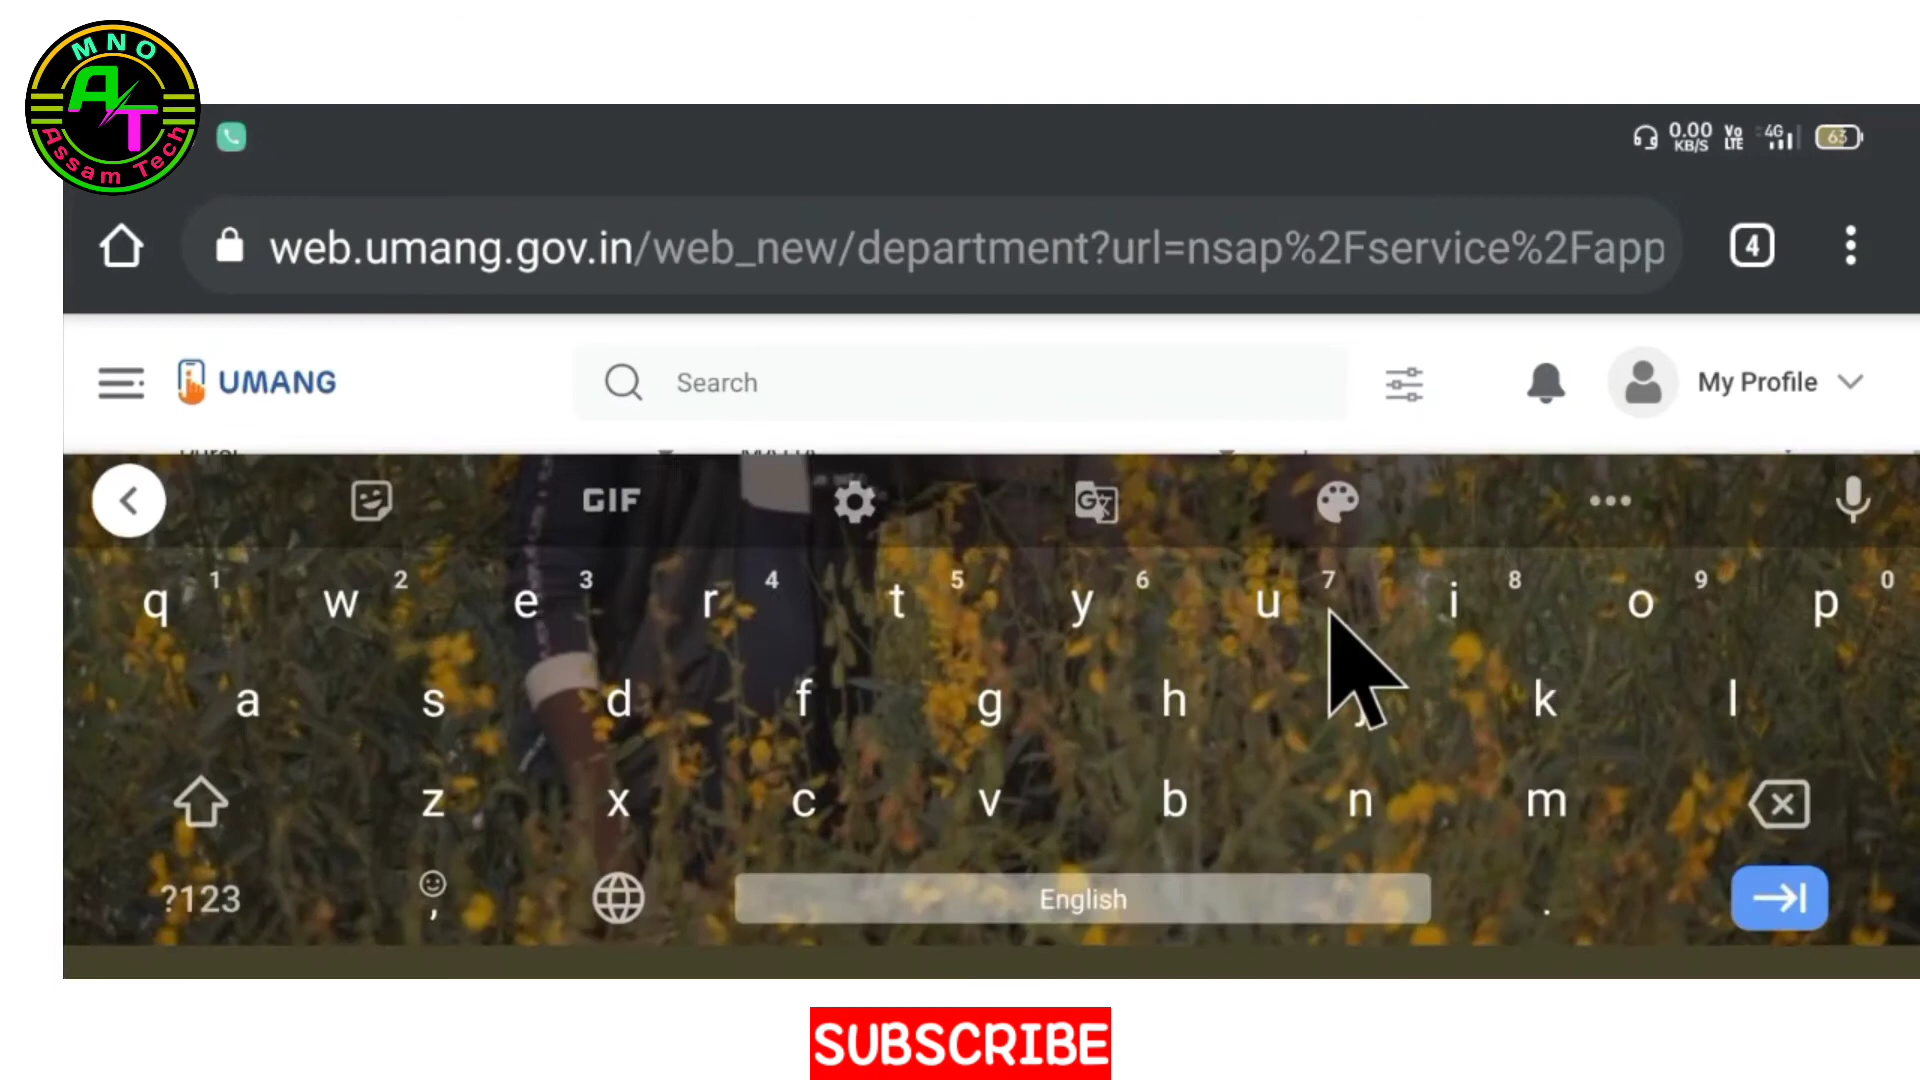 MNO
AT
Assam Tech
0.00 KB/S Vo LTE 4G 63
web.umang.gov.in/web_new/department?url=nsap%2Fservice%2Fapp
4
UMANG
Search
My Profile
GIF
G
q 1 w 2 e 3 r 4 t 5 y 6 u 7 i 8 o 9 p 0
a s d f g h j k l
z x c v b n m
?123 , English .
SUBSCRIBE